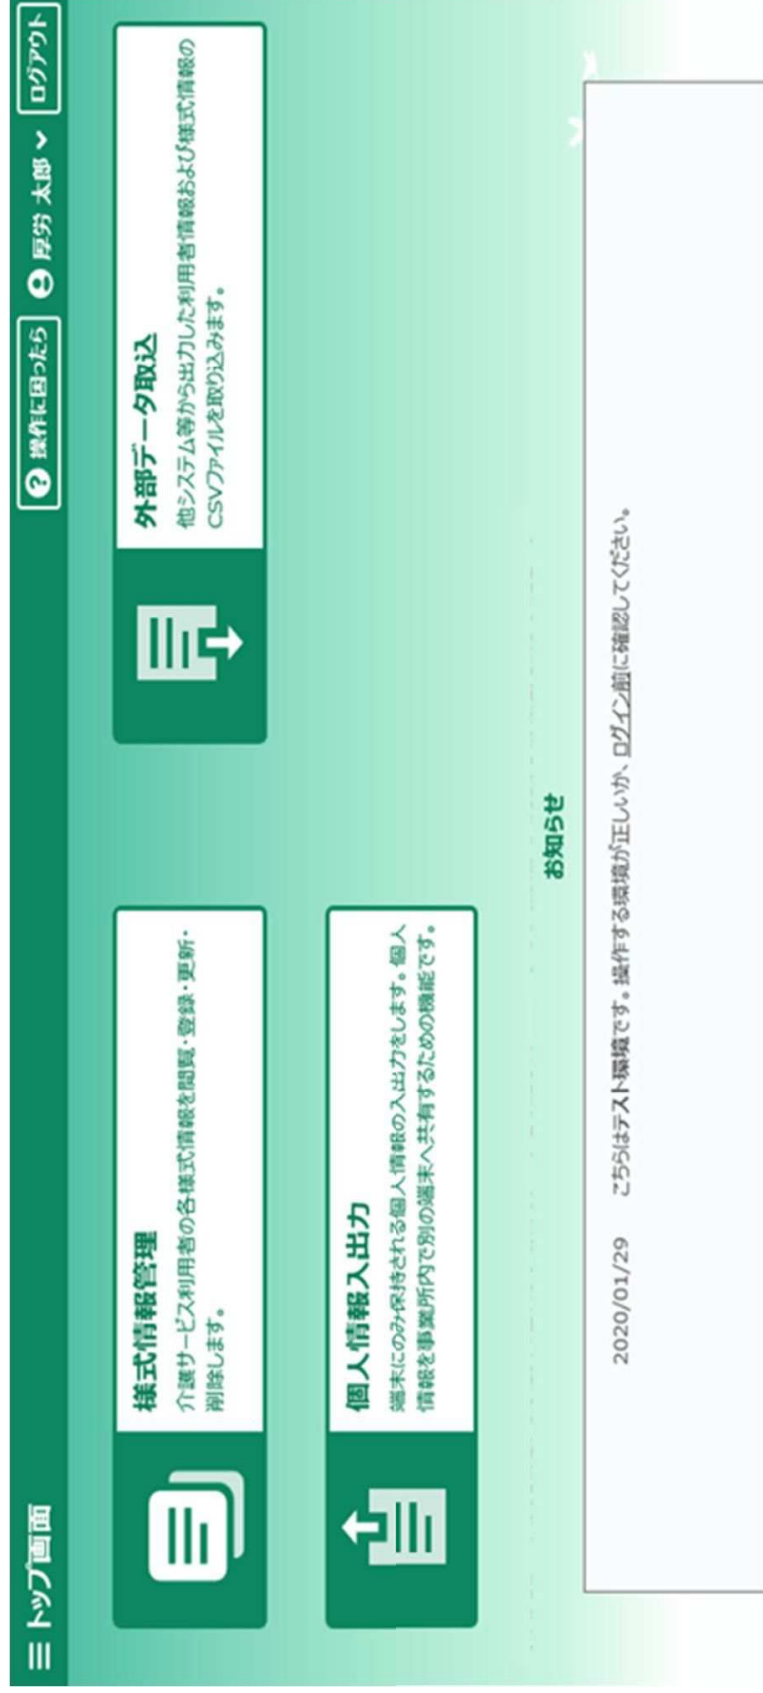 トップ画面
操作に困ったら
厚労 太郎
ログアウト
様式情報管理
介護サービス利用者の各様式情報を閲覧・登録・更新・
削除します。
外部データ取込
他システム等から出力した利用者情報および様式情報の
CSVファイルを取り込みます。
個人情報入出力
端末にのみ保持される個人情報の入出力をします。個人
情報を事業所内で別の端末へ共有するための機能です。
お知らせ
2020/01/29 こちらはテスト環境です。操作する環境が正しいか、ログイン前に確認してください。